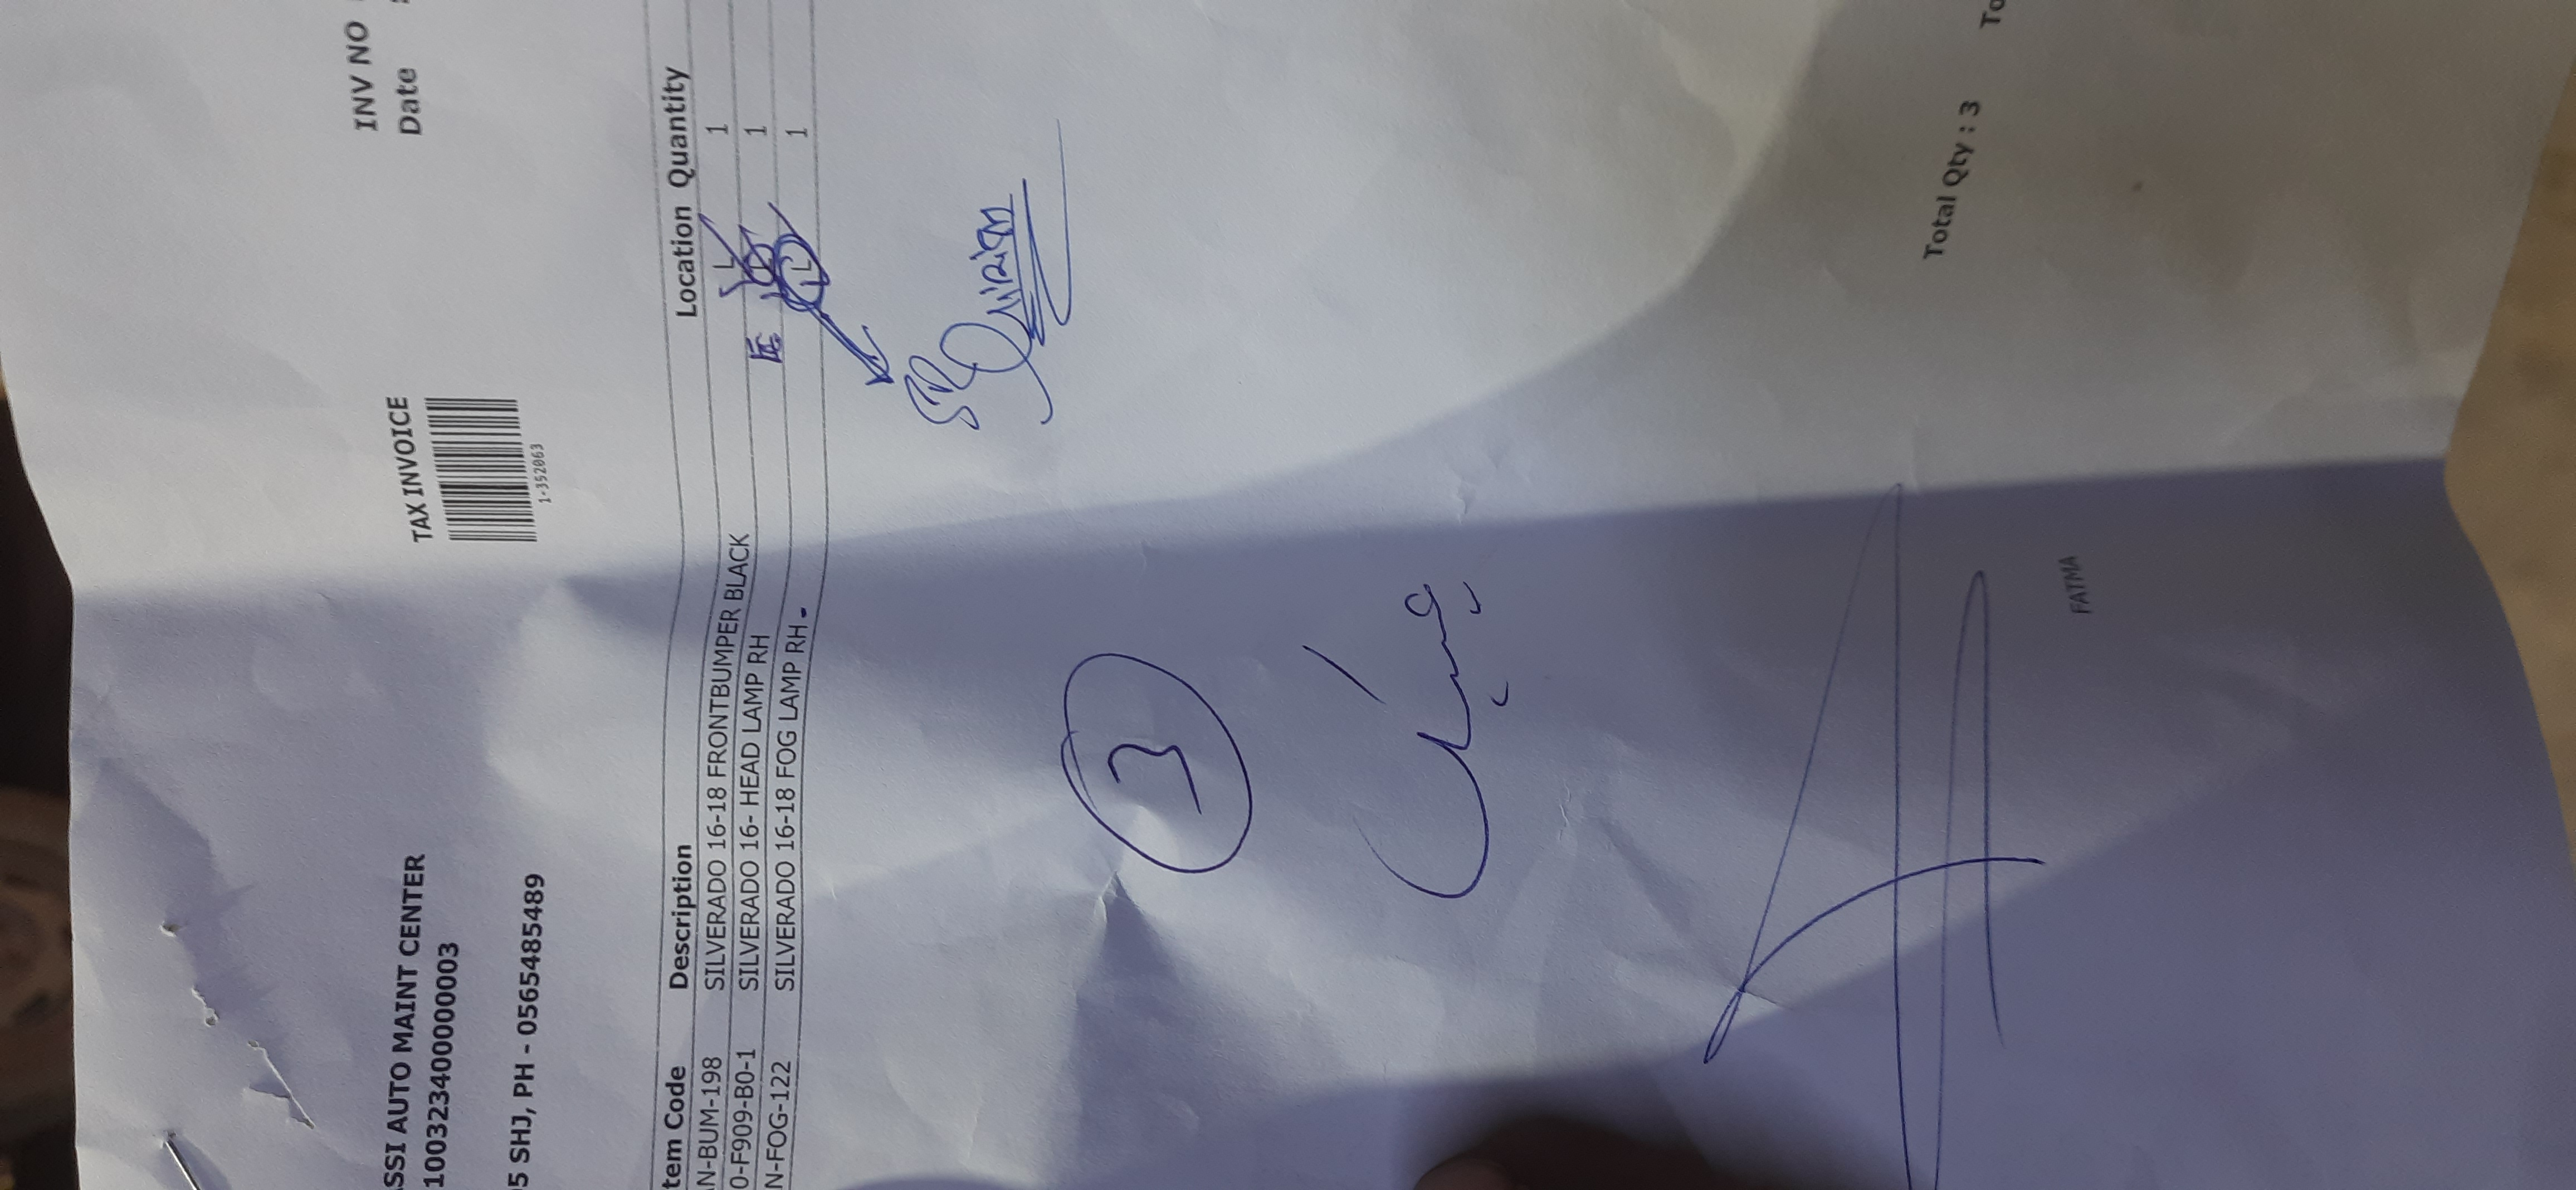 TAX INVOICE
INV NO
SSI AUTO MAINT CENTER
Date
100323400000003
1-352063
5 SHJ, PH - 0565485489
tem Code Description Location Quantity
N-BUM-198 SILVERADO 16-18 FRONTBUMPER BLACK L 1
0-F909-B0-1 SILVERADO 16- HEAD LAMP RH 1
N-FOG-122 SILVERADO 16-18 FOG LAMP RH. L 1
3
Total Qty : 3
FATMA